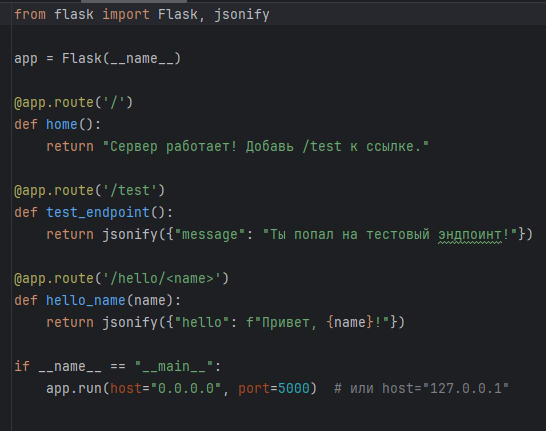 from flask import Flask, jsonify
app = Flask(__name__)
@app.route('/')
def home():
return "Сервер работает! Добавь /test к ссылке."
@app.route('/test')
def test_endpoint():
return jsonify({"message": "Ты попал на тестовый эндпоинт!"})
@app.route('/hello/<name>')
def hello_name(name):
return jsonify({"hello": f"Привет, {name}!"})
if __name__ == "__main__":
app.run(host="0.0.0.0", port=5000)  # или host="127.0.0.1"